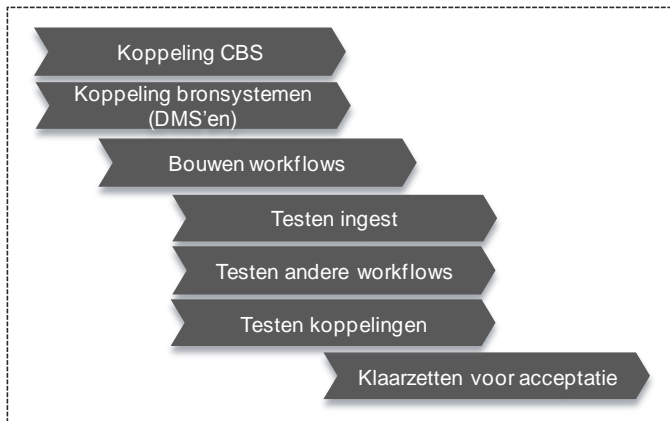 Koppeling CBS
Koppeling bronsystemen
(DMS’en)
Bouwen workflows
Testen ingest
Testen andere workflows
Testen koppelingen
Klaarzetten voor acceptatie